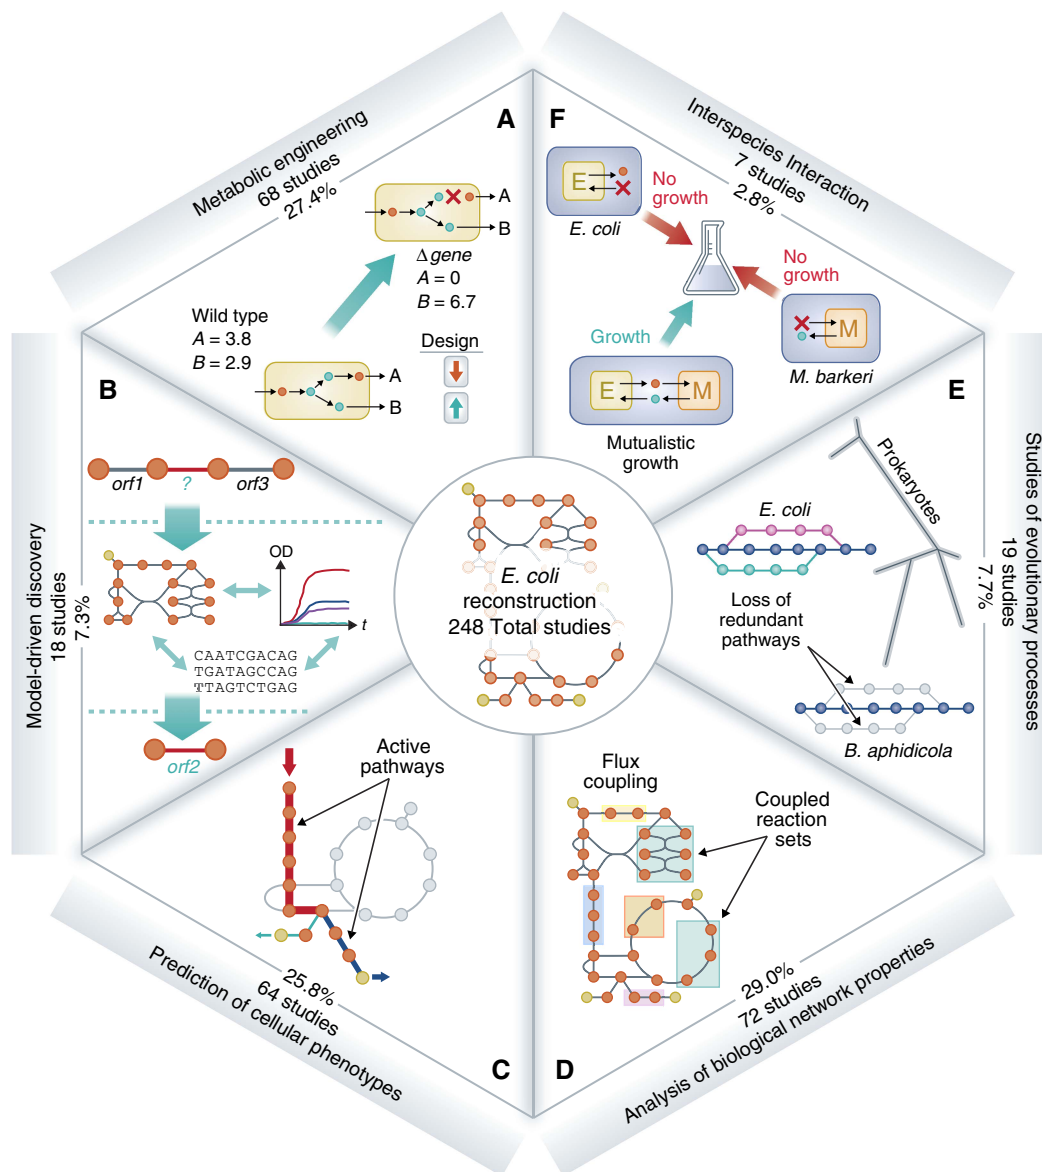 A
Metabolic engineering
68 studies
27.4%
A
B
Δ gene
A = 0
B = 6.7
Wild type
A = 3.8
B = 2.9
A
B
Design
F
Interspecies Interaction
7 studies
2.8%
E
No
growth
E. coli
No
growth
M
M. barkeri
Growth
E
M
Mutualistic
growth
B
Model-driven discovery
18 studies
7.3%
orf1
?
orf3
OD
t
CAATCGACAG
TGATAGCCAG
TTAGTCTGAG
orf2
E. coli
reconstruction
248 Total studies
E
Studies of evolutionary processes
19 studies
7.7%
Prokaryotes
E. coli
Loss of
redundant
pathways
B. aphidicola
Active
pathways
C
25.8%
64 studies
Prediction of cellular phenotypes
Flux
coupling
Coupled
reaction
sets
D
29.0%
72 studies
Analysis of biological network properties